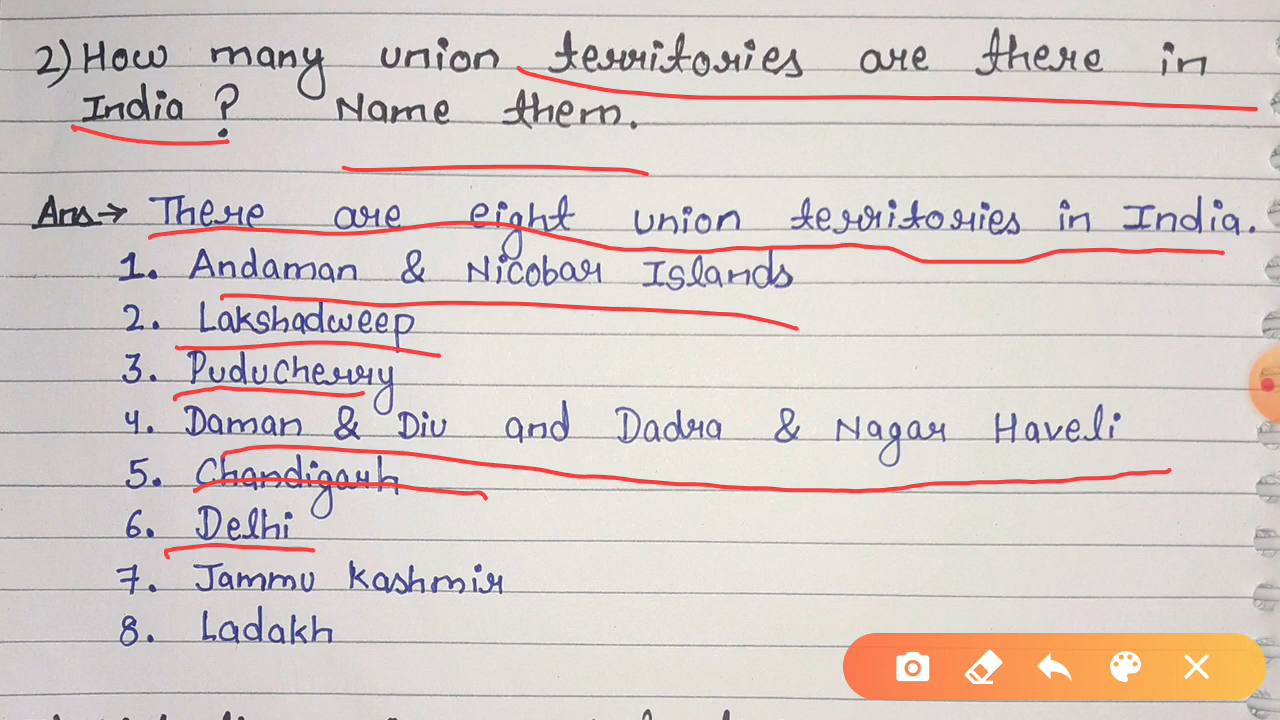 2) How many union territories are there in
India ? Name them.
Ans→ There are eight union territories in India.
1. Andaman & Nicobar Islands
2. Lakshadweep
3. Puducherry
4. Daman & Diu and Dadra & Nagar Haveli
5. Chandigarh
6. Delhi
7. Jammu Kashmir
8. Ladakh